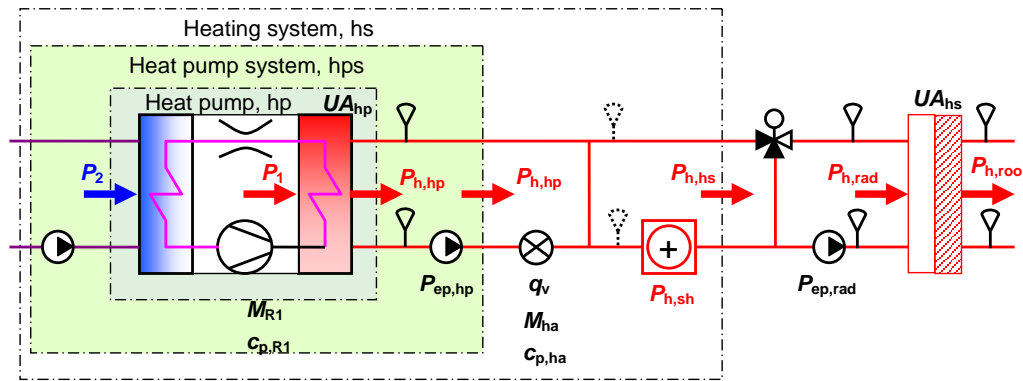 Heating system, hs
Heat pump system, hps
Heat pump, hp
UAhp
UAhs
P2
P1
Ph,hp
Ph,hp
Ph,hs
Ph,rad
Ph,roo
Pep,hp
qv
Ph,sh
Pep,rad
MR1
Mha
cp,R1
cp,ha